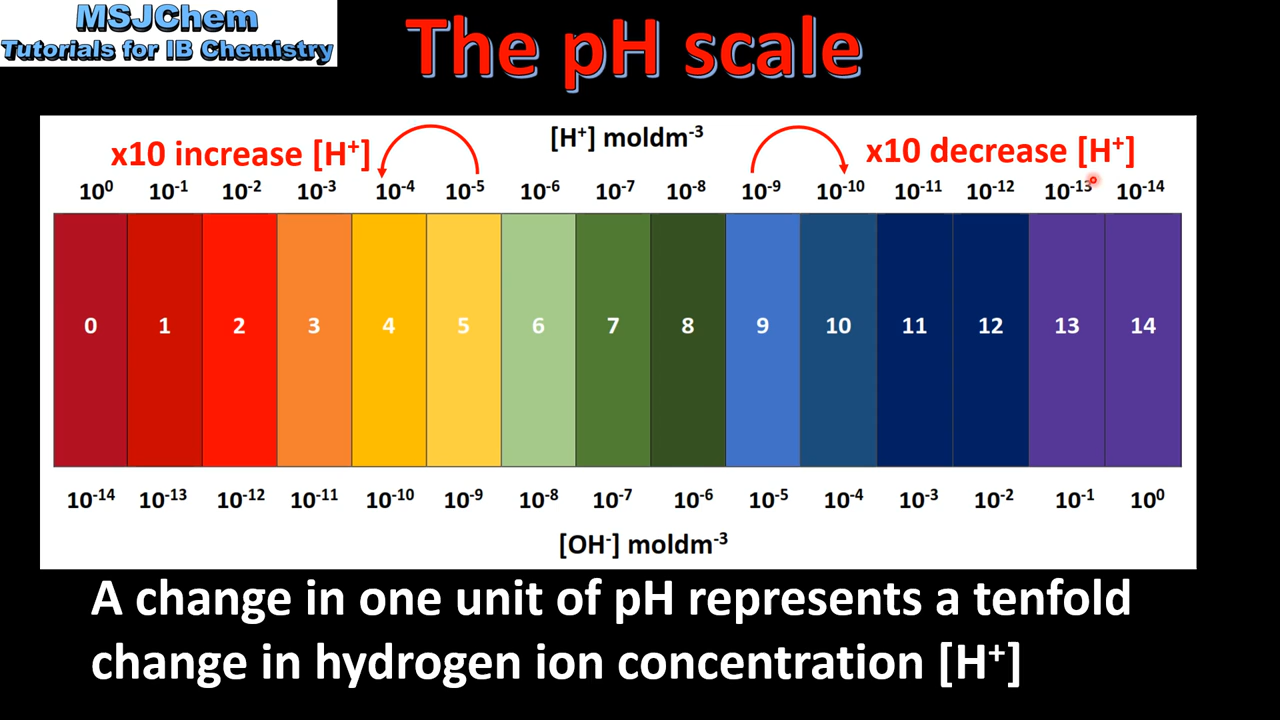 MSJChem
Tutorials for IB Chemistry
The pH scale
[H⁺] moldm⁻³
x10 increase [H⁺]
x10 decrease [H⁺]
10⁰ 10⁻¹ 10⁻² 10⁻³ 10⁻⁴ 10⁻⁵ 10⁻⁶ 10⁻⁷ 10⁻⁸ 10⁻⁹ 10⁻¹⁰ 10⁻¹¹ 10⁻¹² 10⁻¹³ 10⁻¹⁴
0 1 2 3 4 5 6 7 8 9 10 11 12 13 14
10⁻¹⁴ 10⁻¹³ 10⁻¹² 10⁻¹¹ 10⁻¹⁰ 10⁻⁹ 10⁻⁸ 10⁻⁷ 10⁻⁶ 10⁻⁵ 10⁻⁴ 10⁻³ 10⁻² 10⁻¹ 10⁰
[OH⁻] moldm⁻³
A change in one unit of pH represents a tenfold
change in hydrogen ion concentration [H⁺]